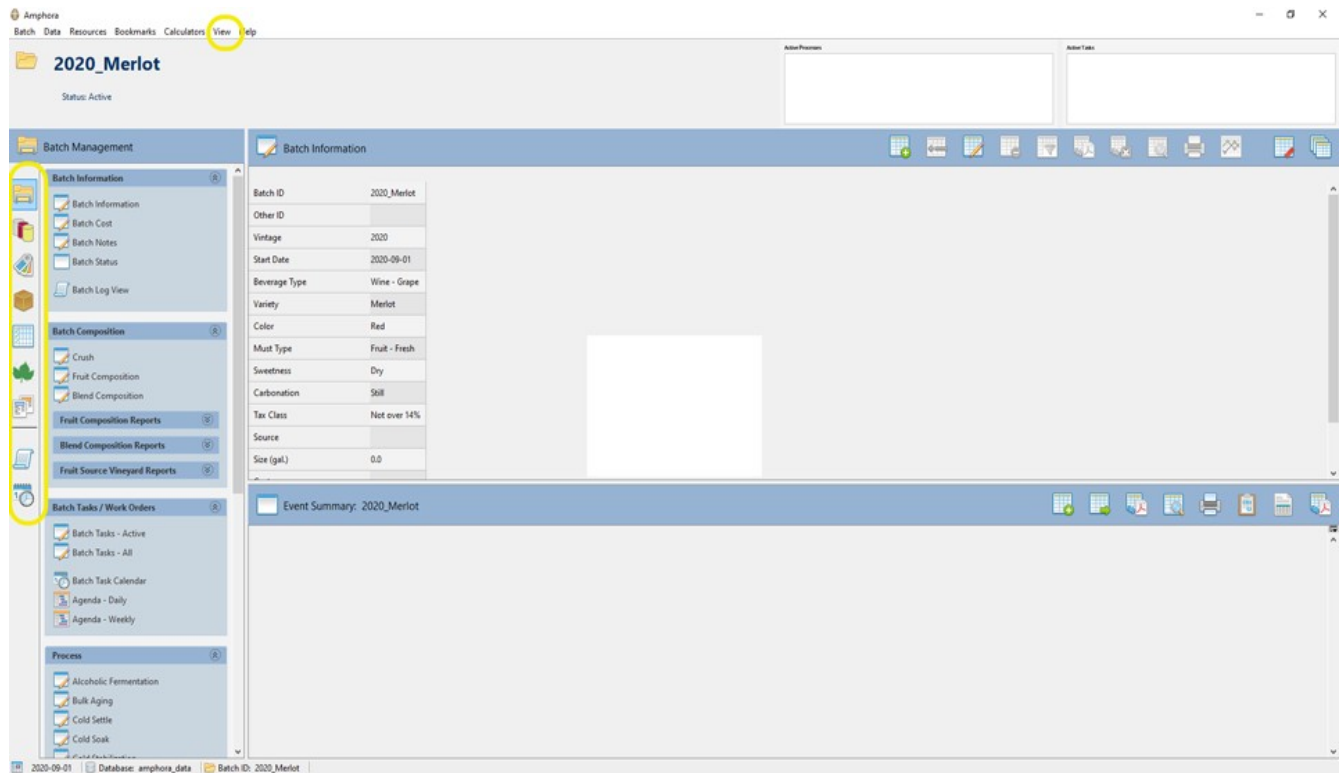 Amphora
Batch Data Resources Bookmarks Calculators View Help
2020_Merlot
Status: Active
Active Processes
Active Tasks
Batch Management
Batch Information
Batch Information
Batch Cost
Batch Notes
Batch Status
Batch Log View
Batch Composition
Crush
Fruit Composition
Blend Composition
Fruit Composition Reports
Blend Composition Reports
Fruit Source Vineyard Reports
Batch Tasks / Work Orders
Batch Tasks - Active
Batch Tasks - All
Batch Task Calendar
Agenda - Daily
Agenda - Weekly
Process
Alcoholic Fermentation
Bulk Aging
Cold Settle
Cold Soak
Cold Stabilization
Batch Information
Batch ID 2020_Merlot
Other ID
Vintage 2020
Start Date 2020-09-01
Beverage Type Wine - Grape
Variety Merlot
Color Red
Must Type Fruit - Fresh
Sweetness Dry
Carbonation Still
Tax Class Not over 14%
Source
Size (gal.) 0.0
Event Summary: 2020_Merlot
2020-09-01 Database: amphora_data Batch ID: 2020_Merlot